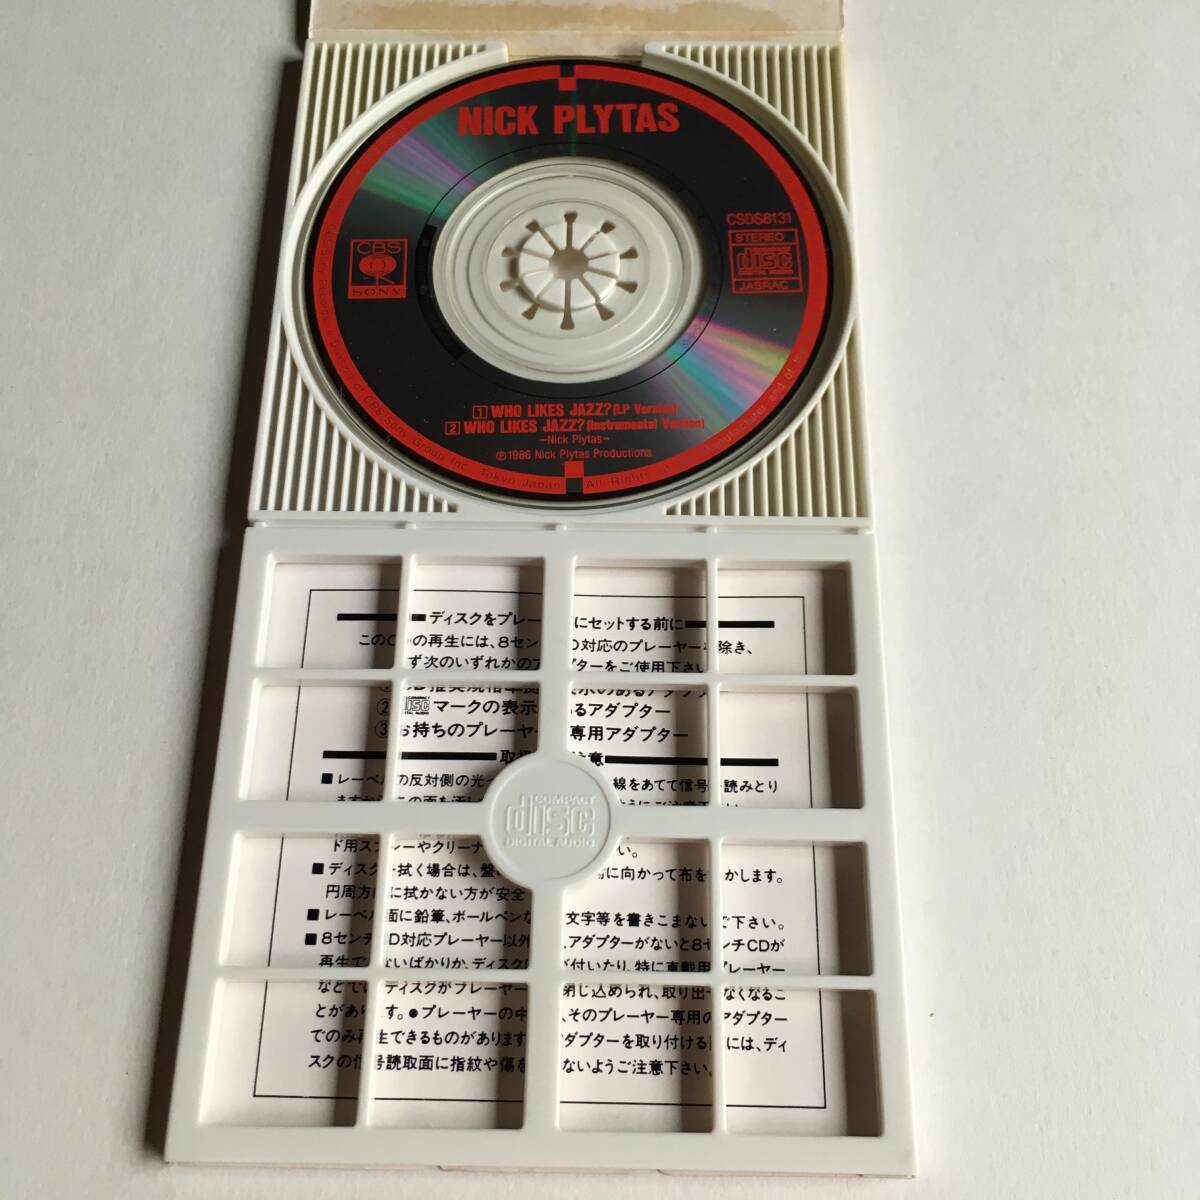 NICK PLYTAS
CSDS8131
STEREO
COMPACT
disc
DIGITAL AUDIO
JASRAC
CBS
SONY
1 WHO LIKES JAZZ? (LP Version)
2 WHO LIKES JAZZ? (Instrumental Version)
-Nick Plytas-
Ⓟ1986 Nick Plytas Productions.
Division of CBS/Sony Group Inc. Tokyo Japan All Rights of
ディスクをプレー にセットする前に
この の再生には、8セン D対応のプレーヤー 除き、
ず次のいずれかのア プターをご使用下さい
②COMPACT disc DIGITAL AUDIO マークの表示 るアダプター
③お持ちのプレーヤ 専用アダプター
取 注意
■レーベ の反対側の光 線をあてて信号 読みとり
COMPACT
disc
DIGITAL AUDIO
ド用スプ ーやクリーナ い。
■ディスク を拭く場合は、盤 に向かって布を かします。
円周方 に拭かない方が安全
■レーベ 面に鉛筆、ボールペン 文字等を書きこまない で下さい。
■8センチ D対応プレーヤー以外 、アダプターがないと8センチCDが
再生で ないばかりか、ディスク 付いたり、特に車載用 プレーヤー
など ディスクがプレーヤー 閉じ込められ、取り出 なくなるこ
とがあ す。●プレーヤーの中 、そのプレーヤー専用の アダプター
でのみ再生できるものがあります アダプターを取り付ける には、ディ
スクの信号読取面に指紋や傷を ないようご注意下さい。